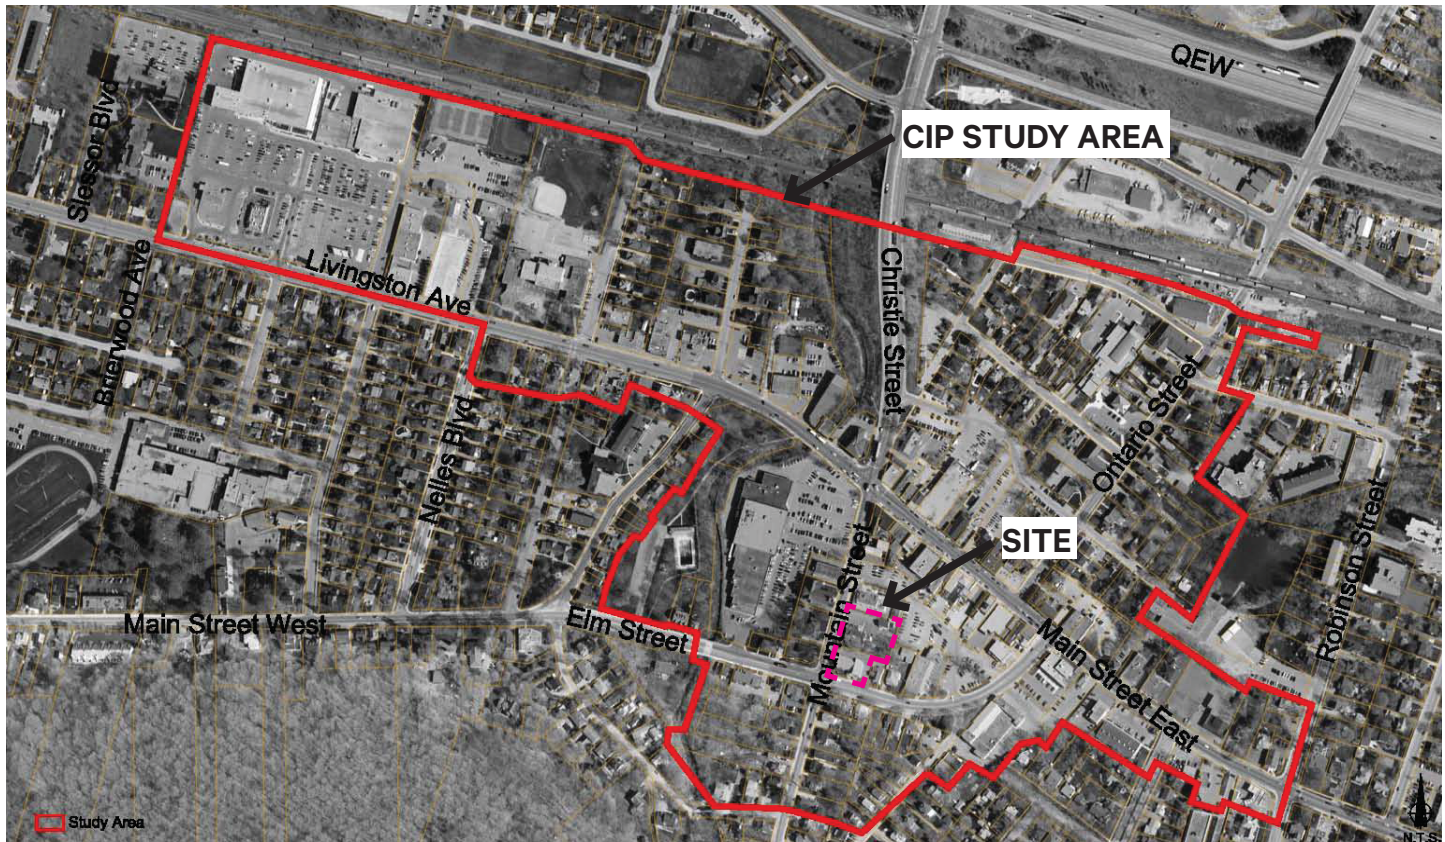 QEW
CIP STUDY AREA
Slessor Blvd
Livingston Ave
Brierwood Ave
Christie Street
Nelles Blvd
Ontario Street
SITE
Robinson Street
Main Street West
Elm Street
Mountain Street
Main Street East
Study Area
N.T.S.